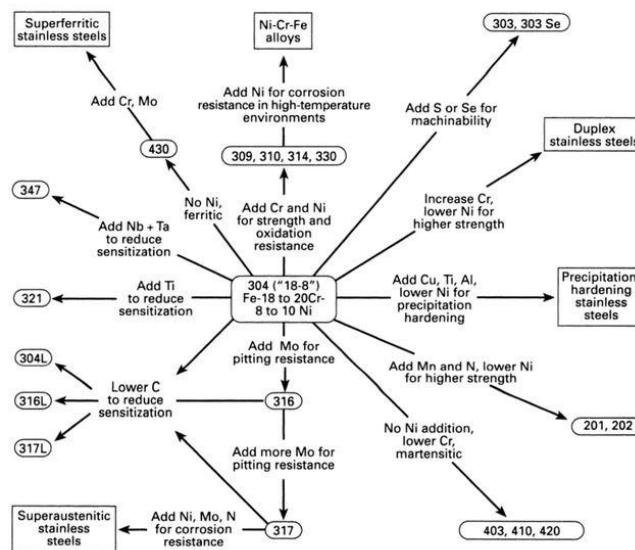 Superferritic
stainless steels
Ni-Cr-Fe
alloys
303, 303 Se
Add Cr, Mo
Add Ni for corrosion
resistance in high-temperature
environments
Add S or Se for
machinability
Duplex
stainless steels
430
309, 310, 314, 330
347
No Ni,
ferritic
Add Cr and Ni
for strength and
oxidation
resistance
Increase Cr,
lower Ni for
higher strength
Add Nb + Ta
to reduce
sensitization
321
Add Ti
to reduce
sensitization
304 ("18-8")
Fe-18 to 20Cr-
8 to 10 Ni
Add Cu, Ti, Al,
lower Ni for
precipitation
hardening
Precipitation
hardening
stainless
steels
304L
316L
317L
Lower C
to reduce
sensitization
Add Mo for
pitting resistance
316
Add Mn and N, lower Ni
for higher strength
201, 202
Add more Mo for
pitting resistance
No Ni addition,
lower Cr,
martensitic
Superaustenitic
stainless
steels
Add Ni, Mo, N
for corrosion
resistance
317
403, 410, 420